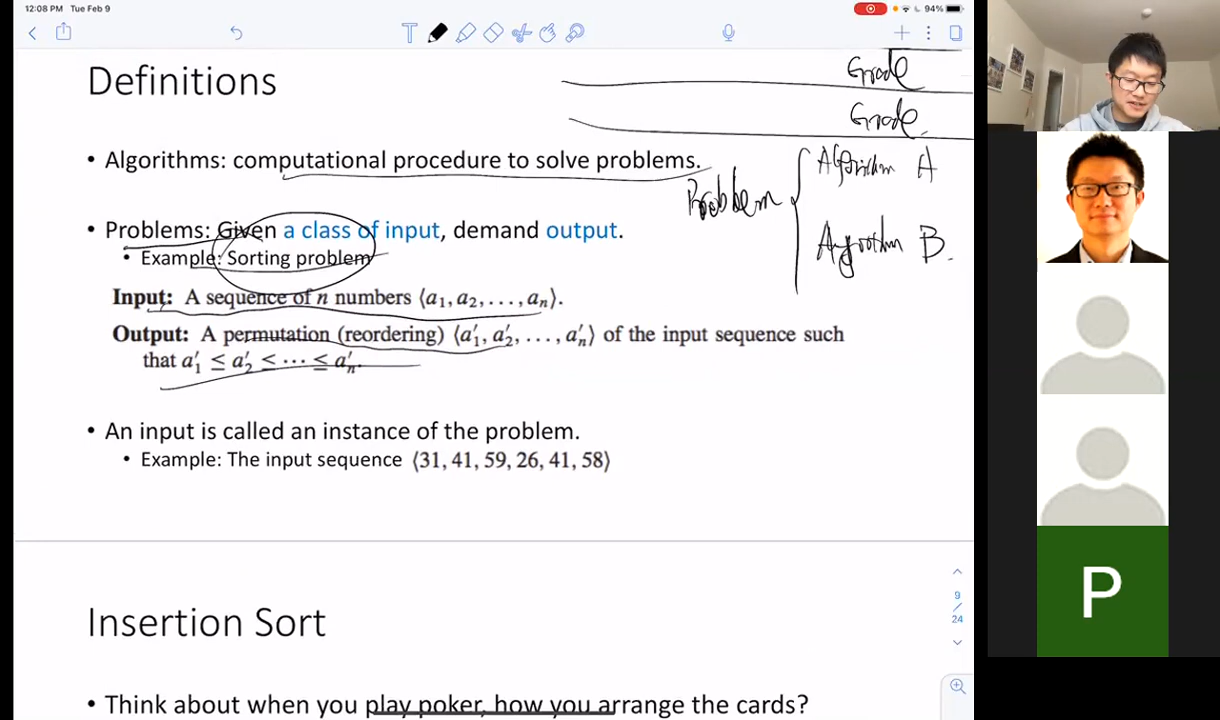 12:08 PM Tue Feb 9
94%
Definitions
Grade
Grade.
• Algorithms: computational procedure to solve problems.
Problem
Algorithm A
Algorithm B.
• Problems: Given a class of input, demand output.
• Example: Sorting problem
Input: A sequence of n numbers ⟨a₁, a₂, . . . , aₙ⟩.
Output: A permutation (reordering) ⟨a′₁, a′₂, . . . , a′ₙ⟩ of the input sequence such
that a′₁ ≤ a′₂ ≤ ⋯ ≤ a′ₙ.
• An input is called an instance of the problem.
• Example: The input sequence ⟨31, 41, 59, 26, 41, 58⟩
9
/
24
Insertion Sort
• Think about when you play poker, how you arrange the cards?
P